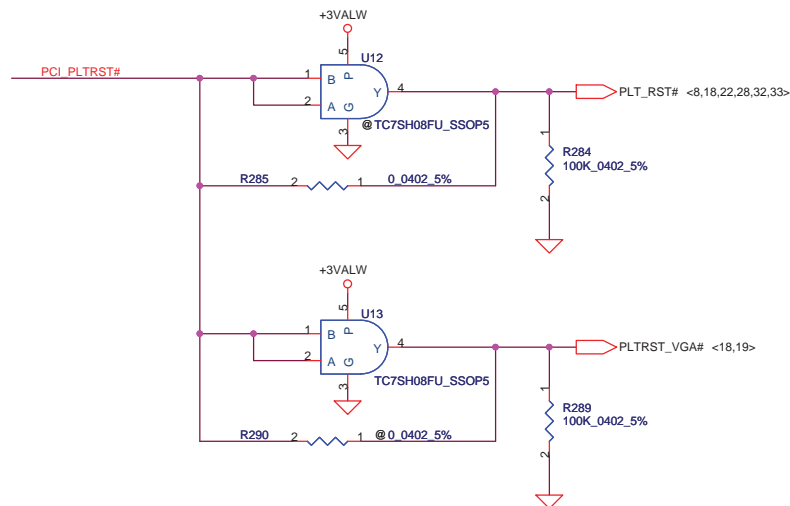 +3VALW
5
U12
PCI_PLTRST#
1 B P
Y 4
PLT_RST# <8,18,22,28,32,33>
2 A G
3
@TC7SH08FU_SSOP5
1
R284
100K_0402_5%
2
R285 2 1 0_0402_5%
+3VALW
5
U13
1 B P
Y 4
PLTRST_VGA# <18,19>
2 A G
3
TC7SH08FU_SSOP5
1
R289
100K_0402_5%
2
R290 2 1 @0_0402_5%